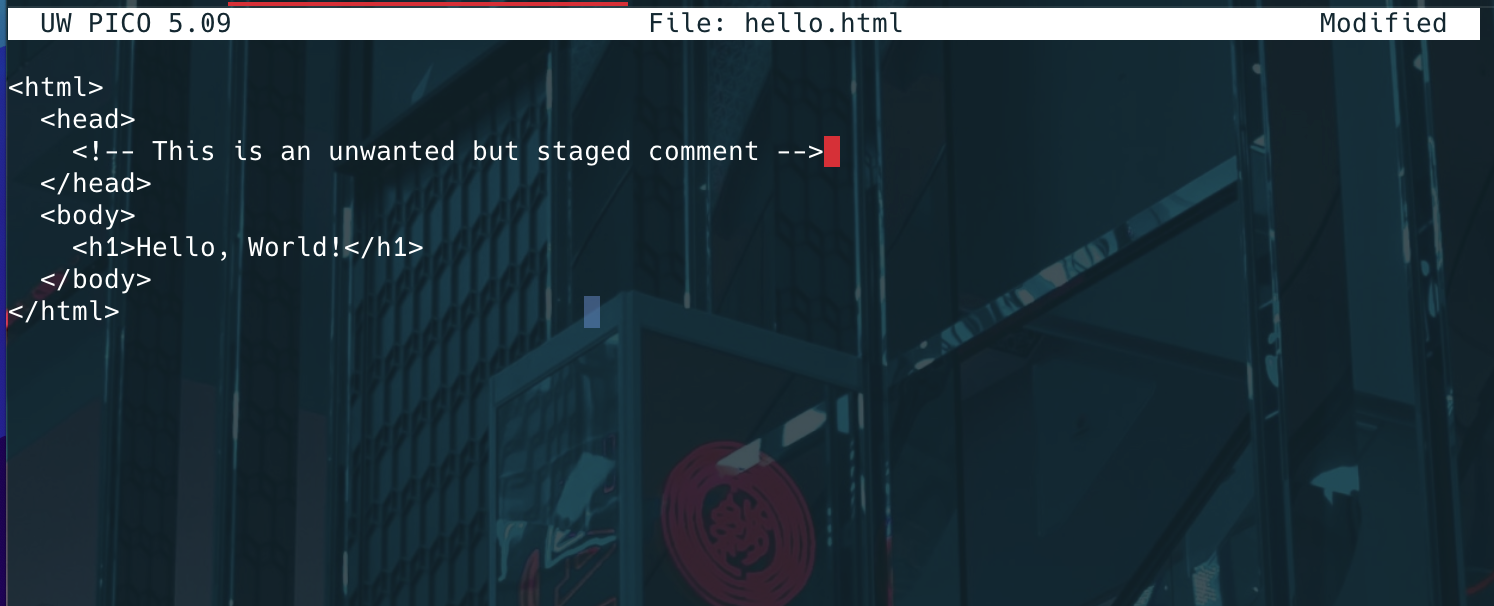 UW PICO 5.09 File: hello.html Modified
<html>
  <head>
    <!-- This is an unwanted but staged comment -->
  </head>
  <body>
    <h1>Hello, World!</h1>
  </body>
</html>